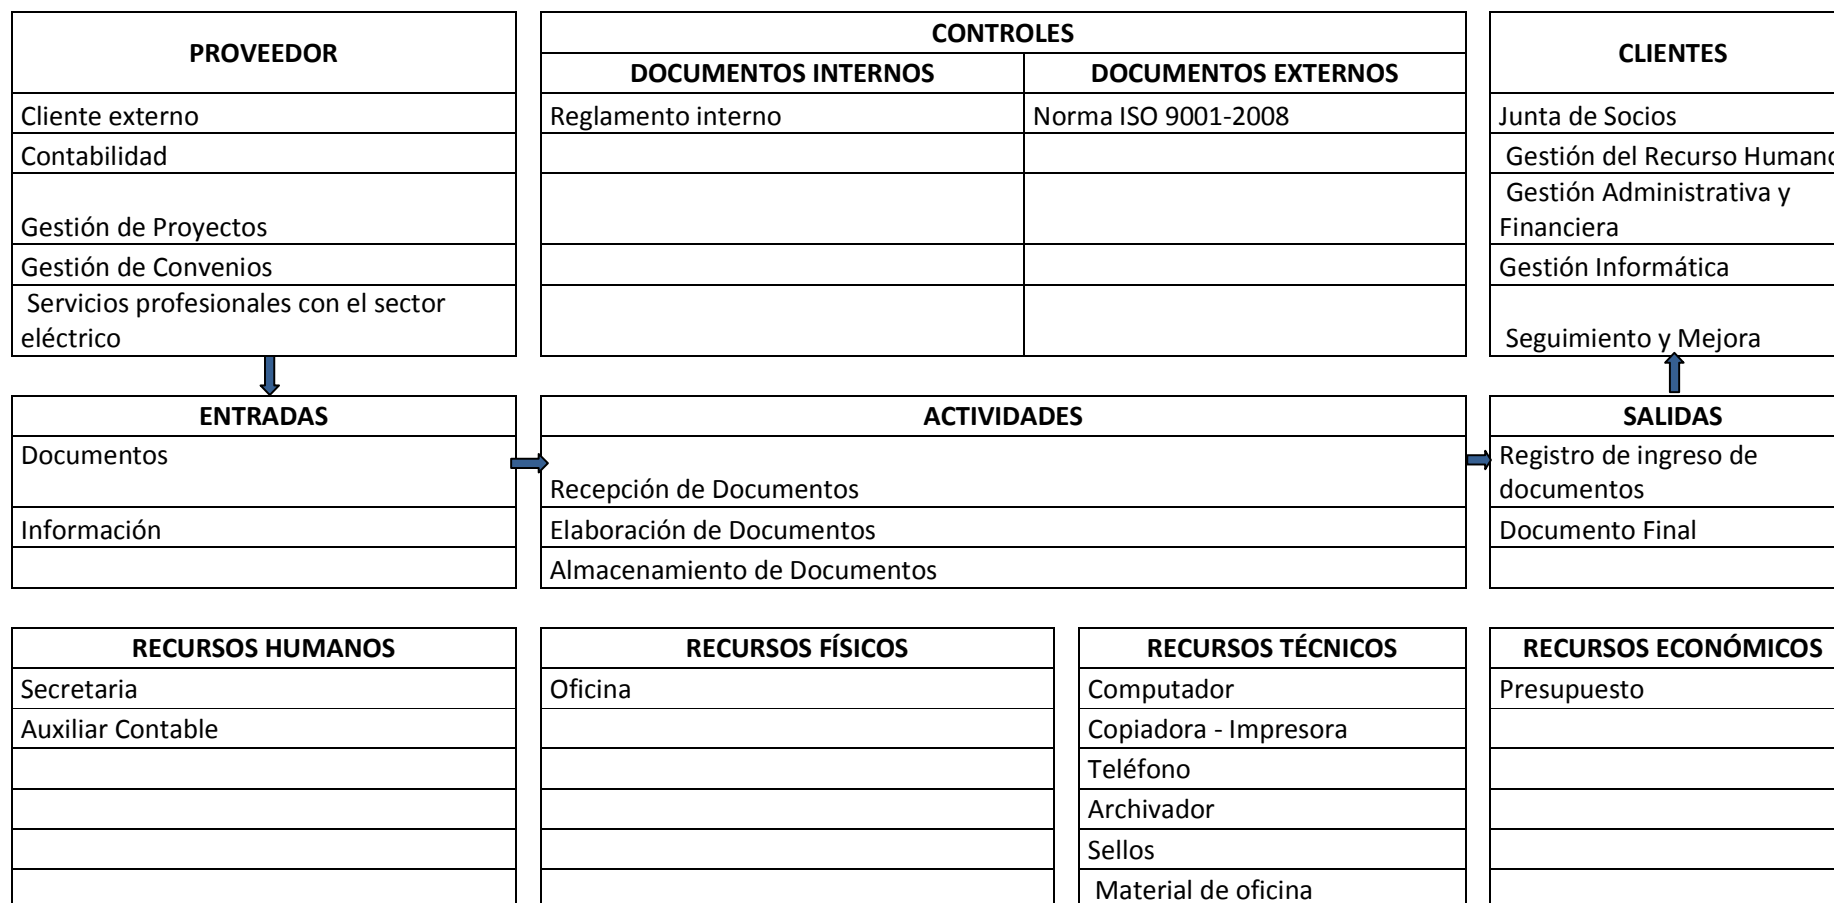 PROVEEDOR
Cliente externo
Contabilidad
Gestión de Proyectos
Gestión de Convenios
Servicios profesionales con el sector
eléctrico
CONTROLES
DOCUMENTOS INTERNOS
DOCUMENTOS EXTERNOS
Reglamento interno
Norma ISO 9001-2008
CLIENTES
Junta de Socios
Gestión del Recurso Humano
Gestión Administrativa y
Financiera
Gestión Informática
Seguimiento y Mejora
ENTRADAS
Documentos
Información
ACTIVIDADES
Recepción de Documentos
Elaboración de Documentos
Almacenamiento de Documentos
SALIDAS
Registro de ingreso de
documentos
Documento Final
RECURSOS HUMANOS
Secretaria
Auxiliar Contable
RECURSOS FÍSICOS
Oficina
RECURSOS TÉCNICOS
Computador
Copiadora - Impresora
Teléfono
Archivador
Sellos
Material de oficina
RECURSOS ECONÓMICOS
Presupuesto